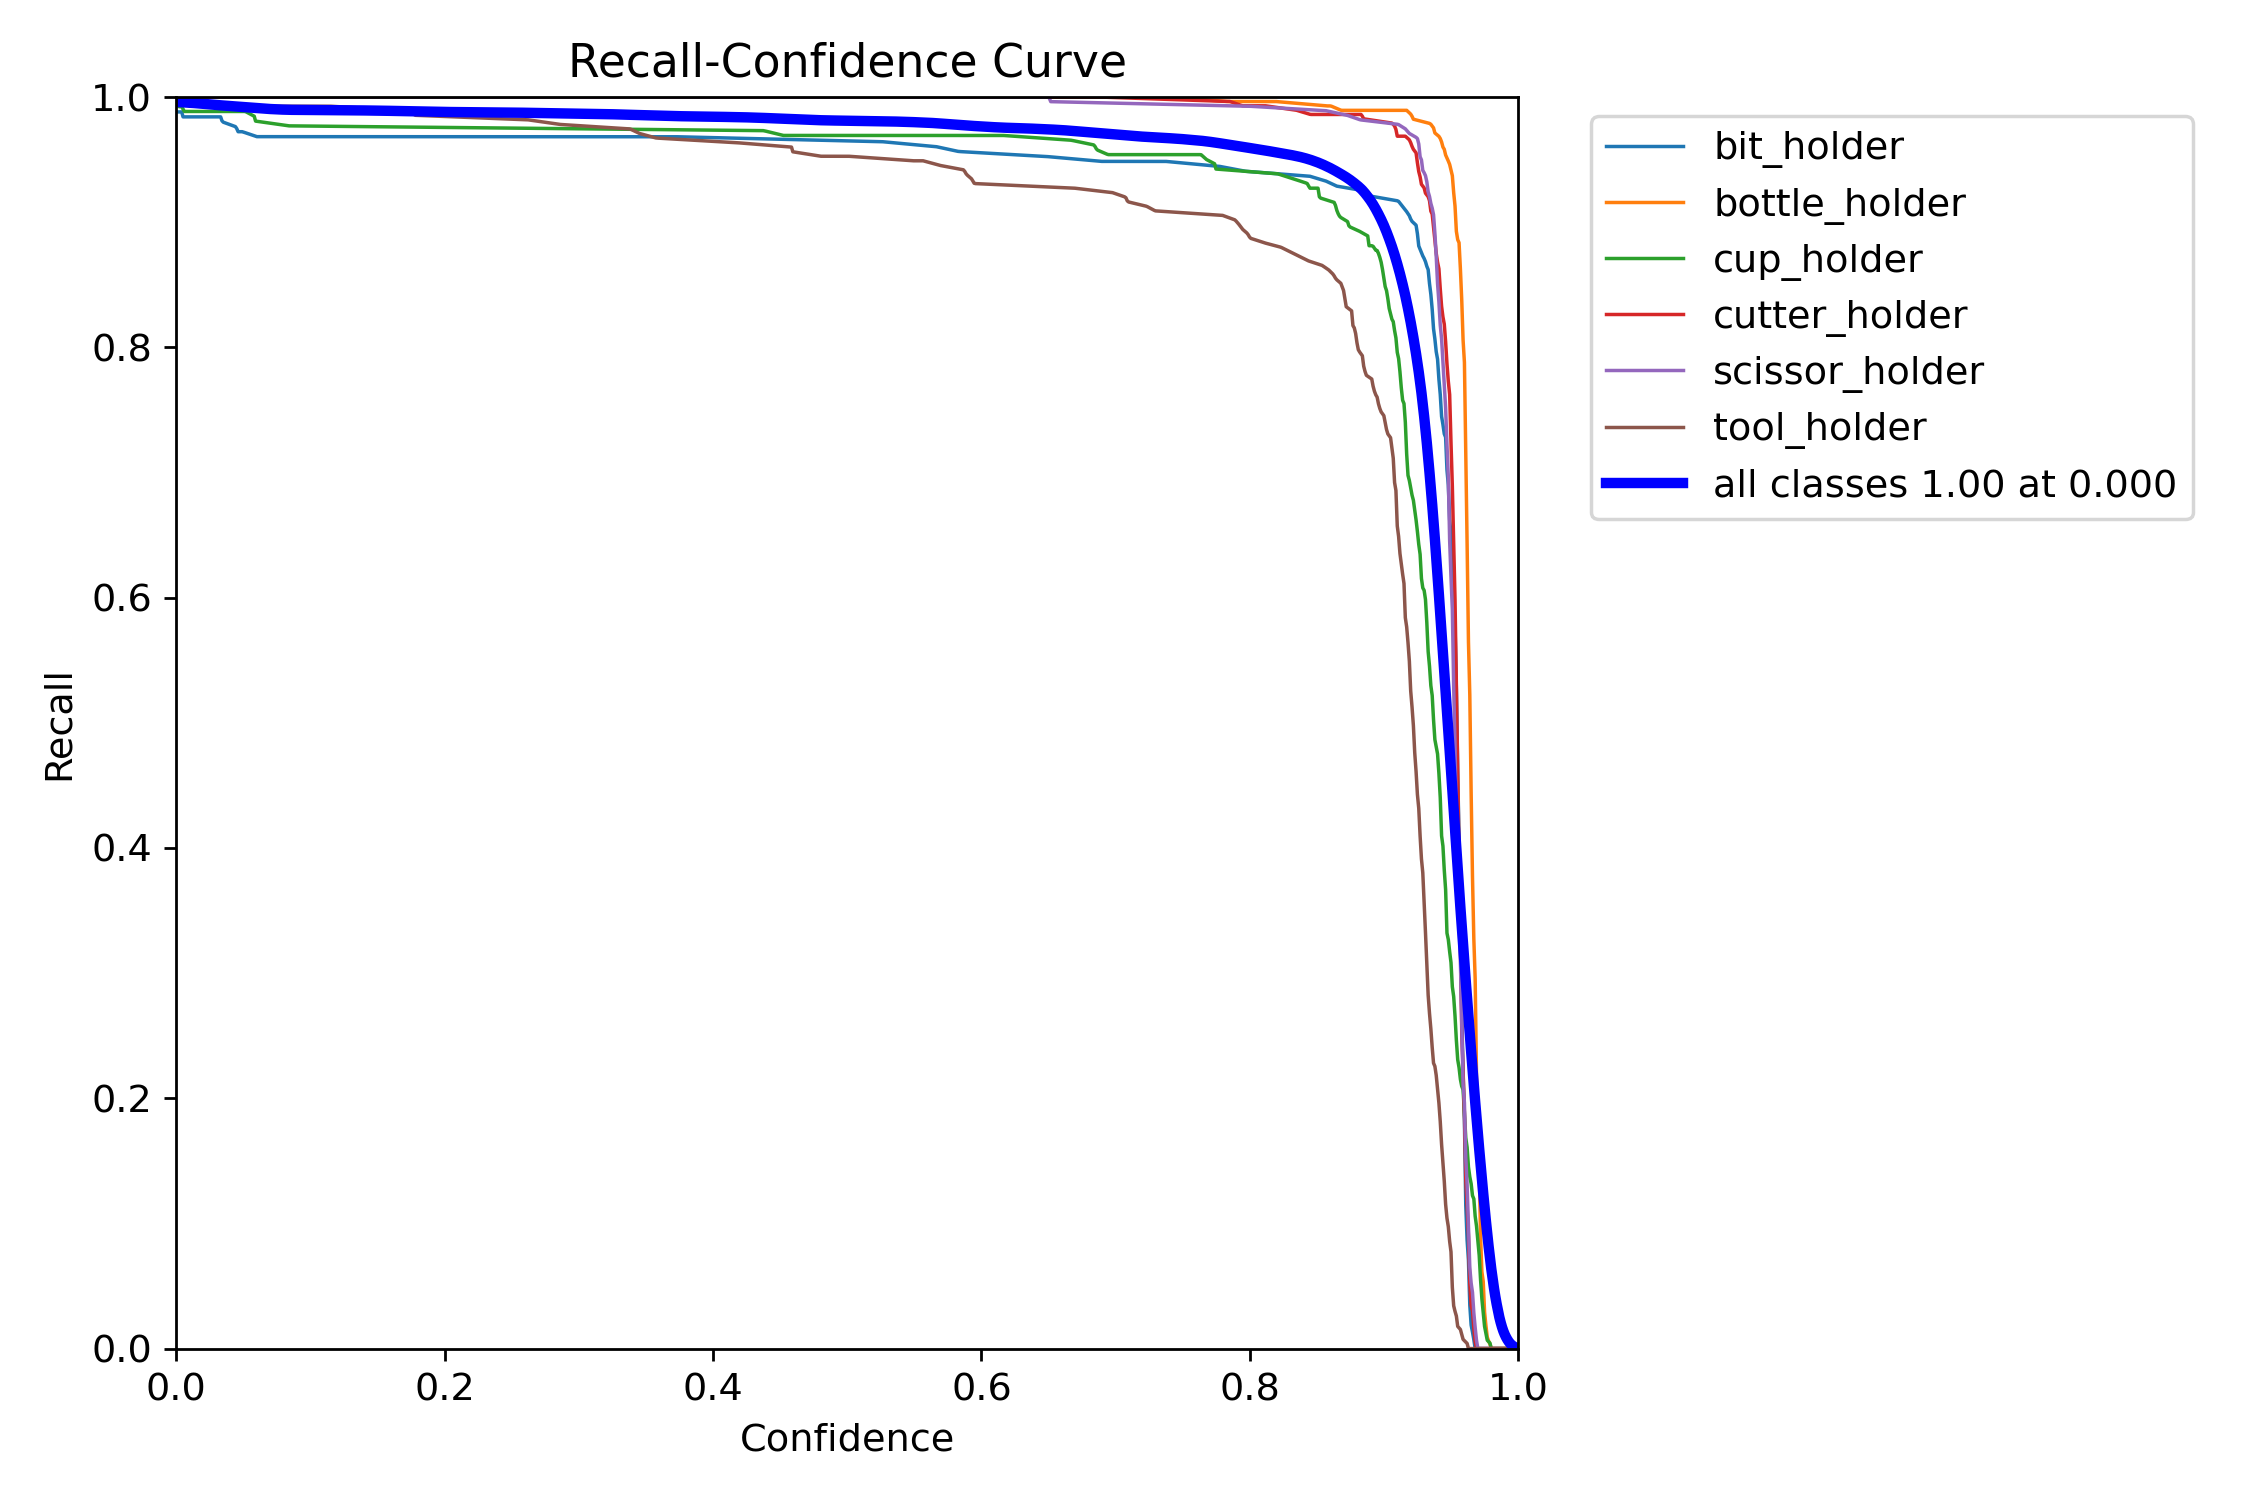 Recall-Confidence Curve
1.0
0.8
0.6
0.4
0.2
0.0
Recall
0.0 0.2 0.4 0.6 0.8 1.0
Confidence
bit_holder
bottle_holder
cup_holder
cutter_holder
scissor_holder
tool_holder
all classes 1.00 at 0.000